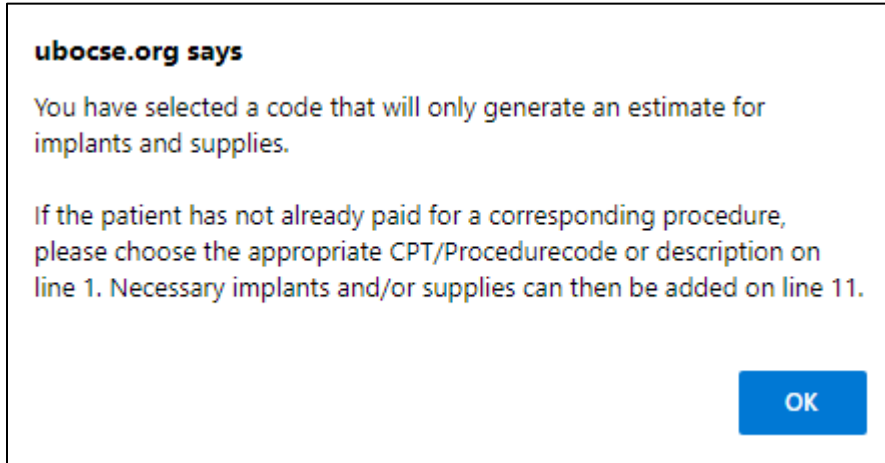 ubocse.org says
You have selected a code that will only generate an estimate for
implants and supplies.
If the patient has not already paid for a corresponding procedure,
please choose the appropriate CPT/Procedurecode or description on
line 1. Necessary implants and/or supplies can then be added on line 11.
OK